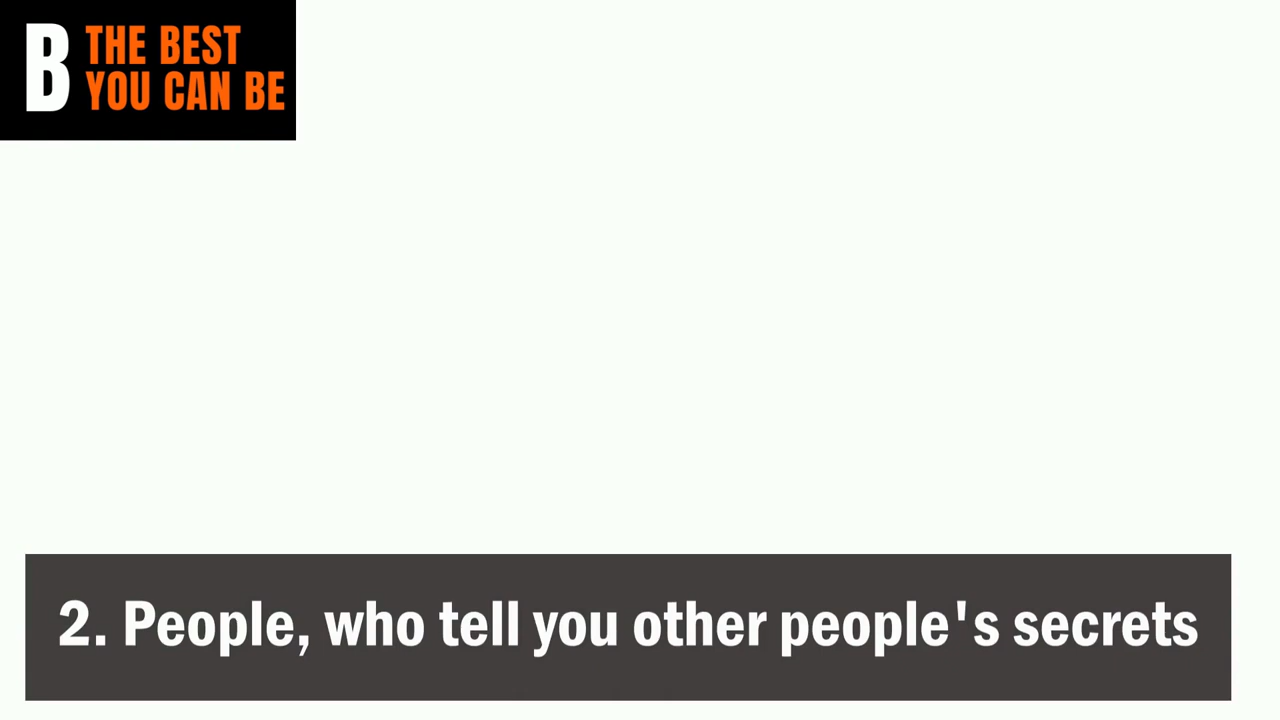 B THE BEST
YOU CAN BE
2. People, who tell you other people's secrets